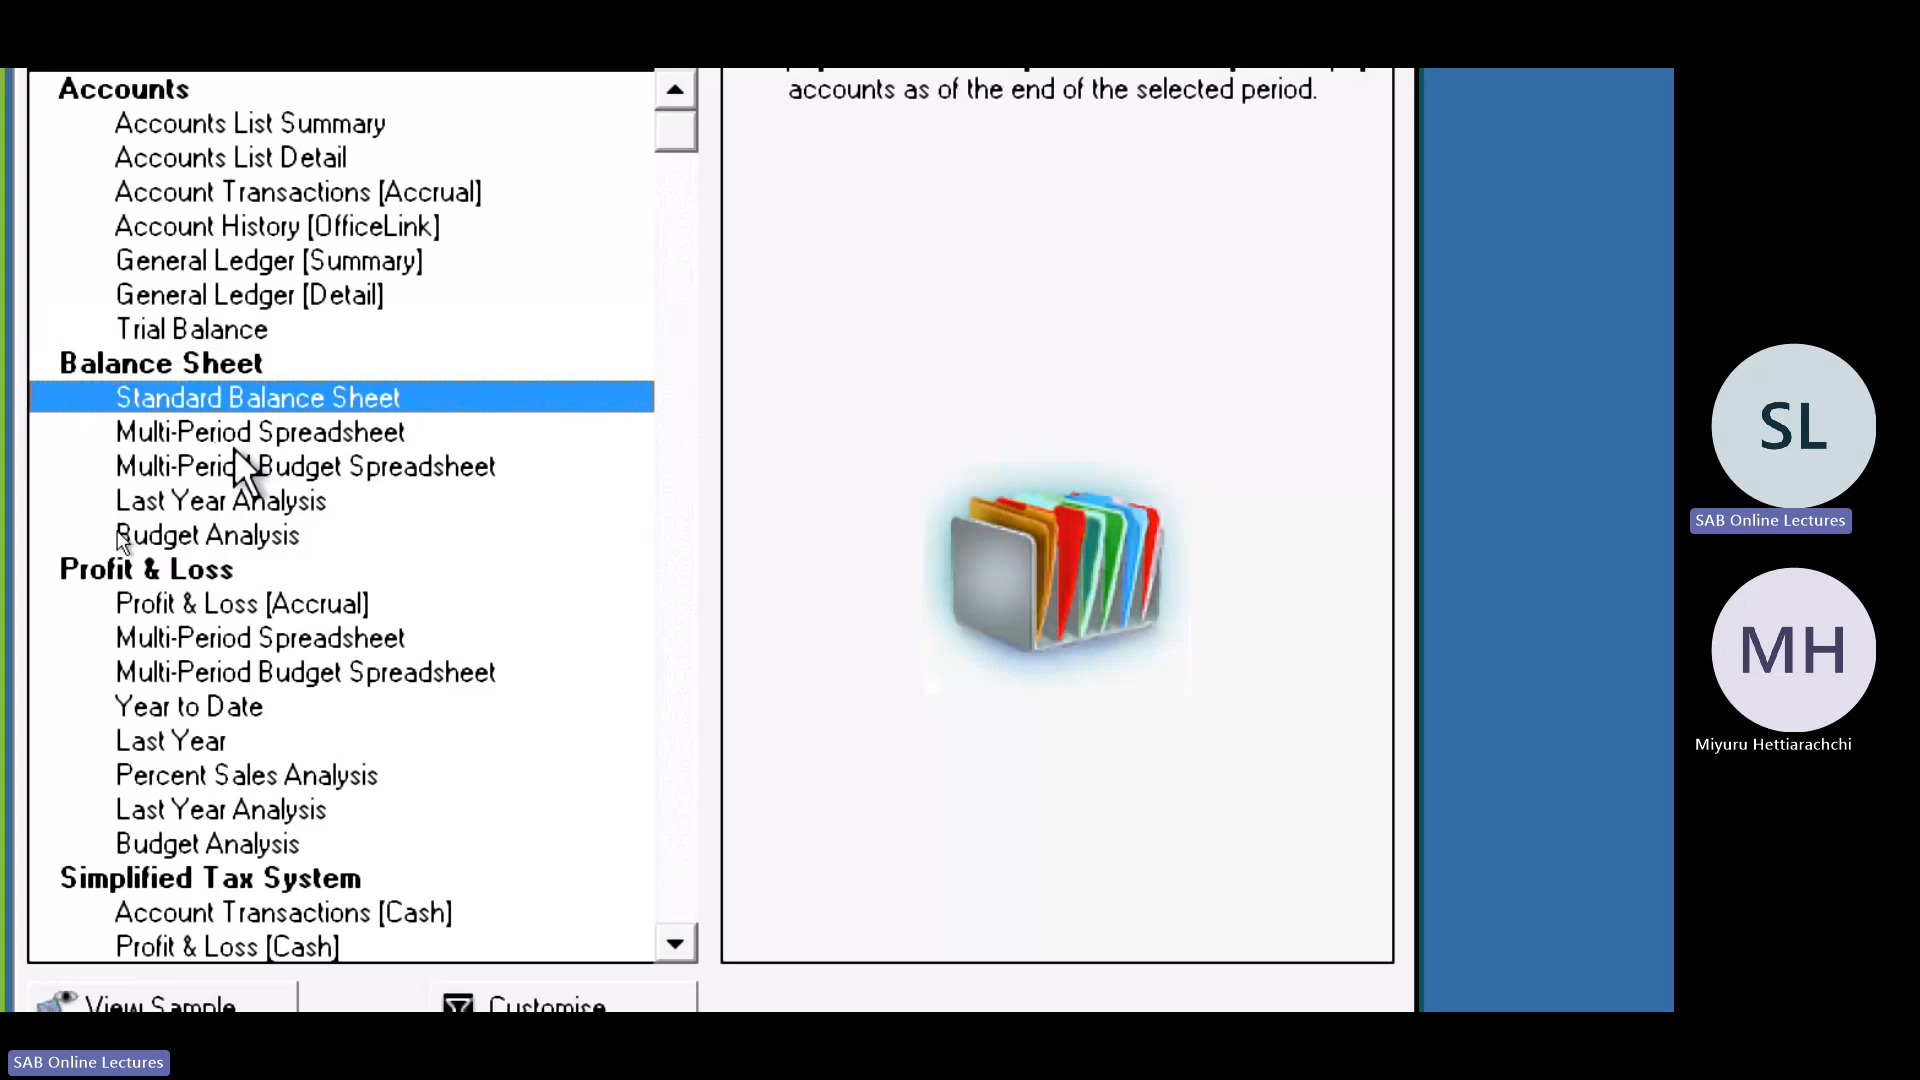 Accounts
Accounts List Summary
Accounts List Detail
Account Transactions [Accrual]
Account History [OfficeLink]
General Ledger [Summary]
General Ledger [Detail]
Trial Balance
Balance Sheet
Standard Balance Sheet
Multi-Period Spreadsheet
Multi-Period Budget Spreadsheet
Last Year Analysis
Budget Analysis
Profit & Loss
Profit & Loss [Accrual]
Multi-Period Spreadsheet
Multi-Period Budget Spreadsheet
Year to Date
Last Year
Percent Sales Analysis
Last Year Analysis
Budget Analysis
Simplified Tax System
Account Transactions [Cash]
Profit & Loss [Cash]
View Sample
Customise
accounts as of the end of the selected period.
SL
SAB Online Lectures
MH
Miyuru Hettiarachchi
SAB Online Lectures